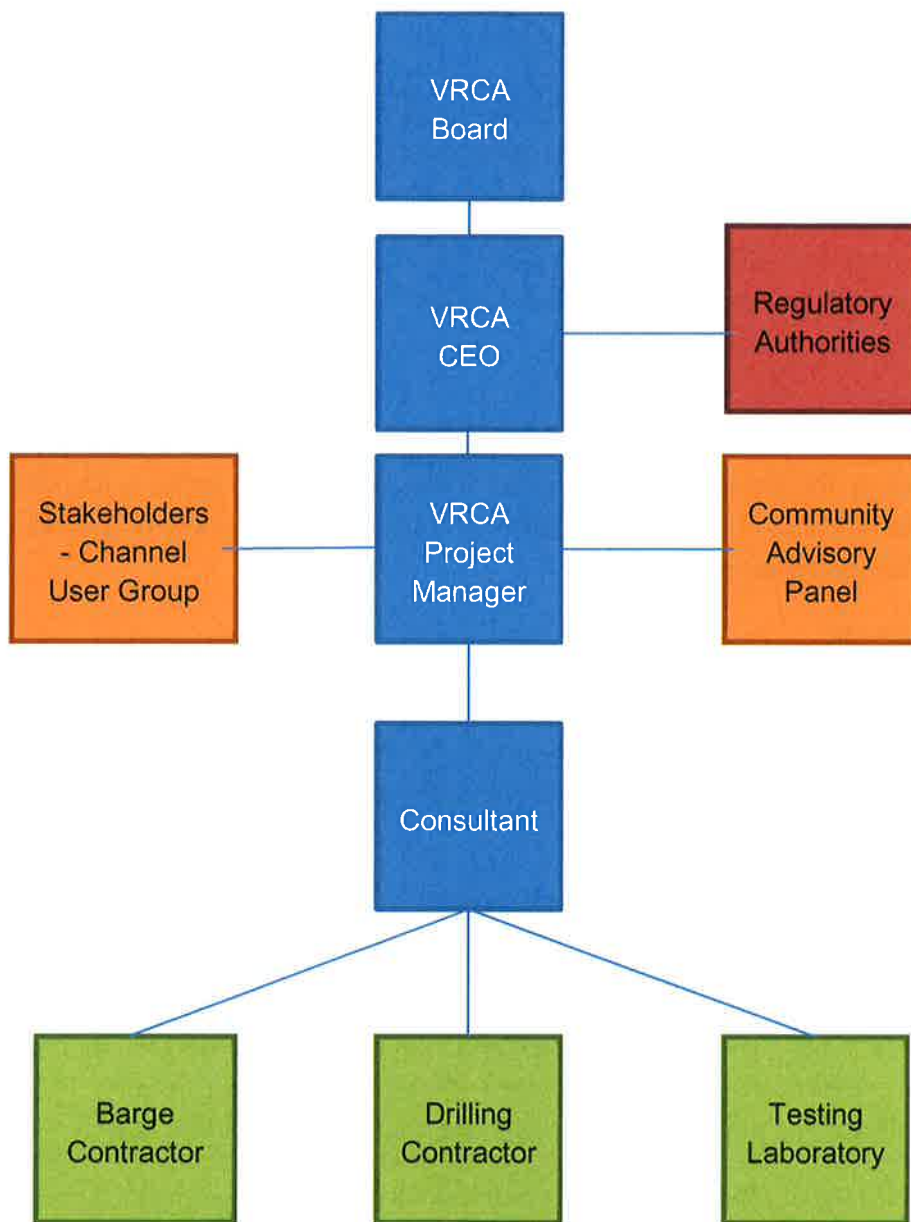 VRCA
Board
VRCA
CEO
Regulatory
Authorities
Stakeholders
- Channel
User Group
VRCA
Project
Manager
Community
Advisory
Panel
Consultant
Barge
Contractor
Drilling
Contractor
Testing
Laboratory